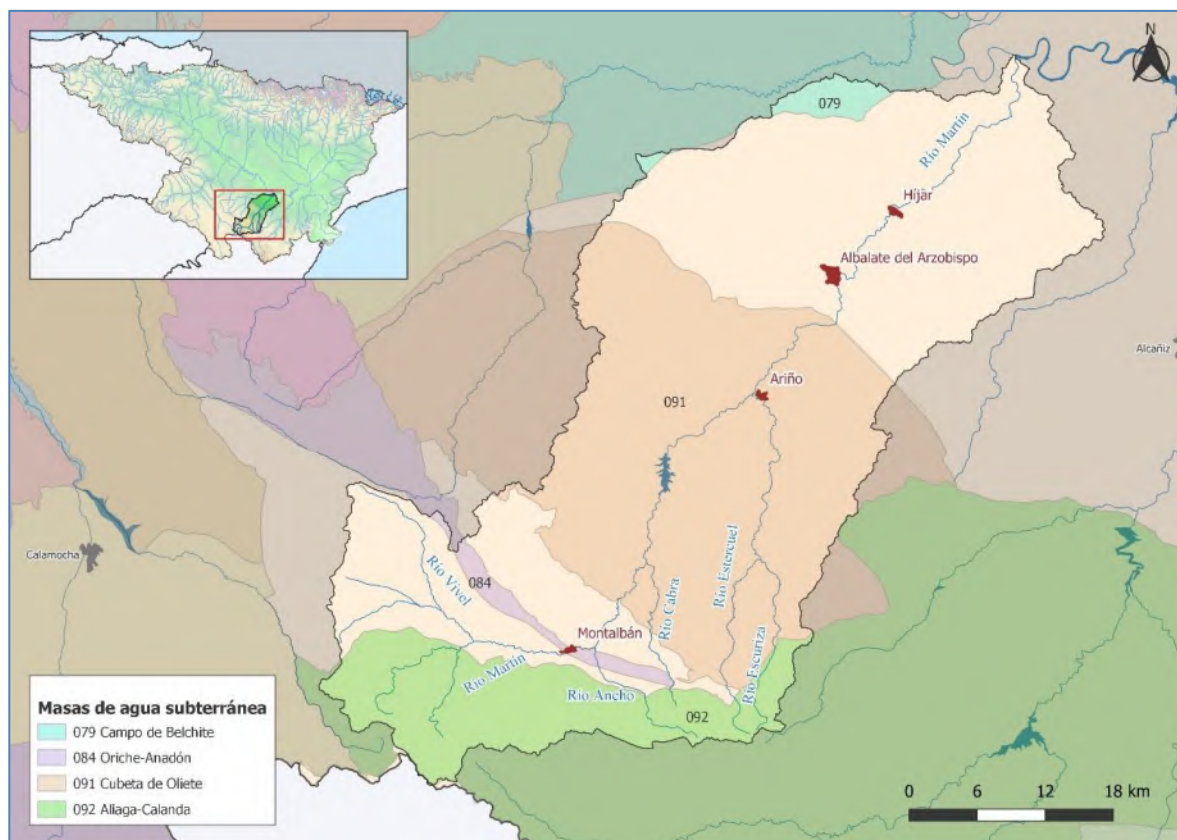 N
079
Río Martín
Híjar
Albalate del Arzobispo
Alcañiz
Ariño
091
Calamocha
Río Vivel
084
Río Cabra
Río Estercuel
Montalbán
Río Martín
Río Ancho
Río Escuriza
092
Masas de agua subterránea
079 Campo de Belchite
084 Oriche-Anadón
091 Cubeta de Oliete
092 Aliaga-Calanda
0 6 12 18 km